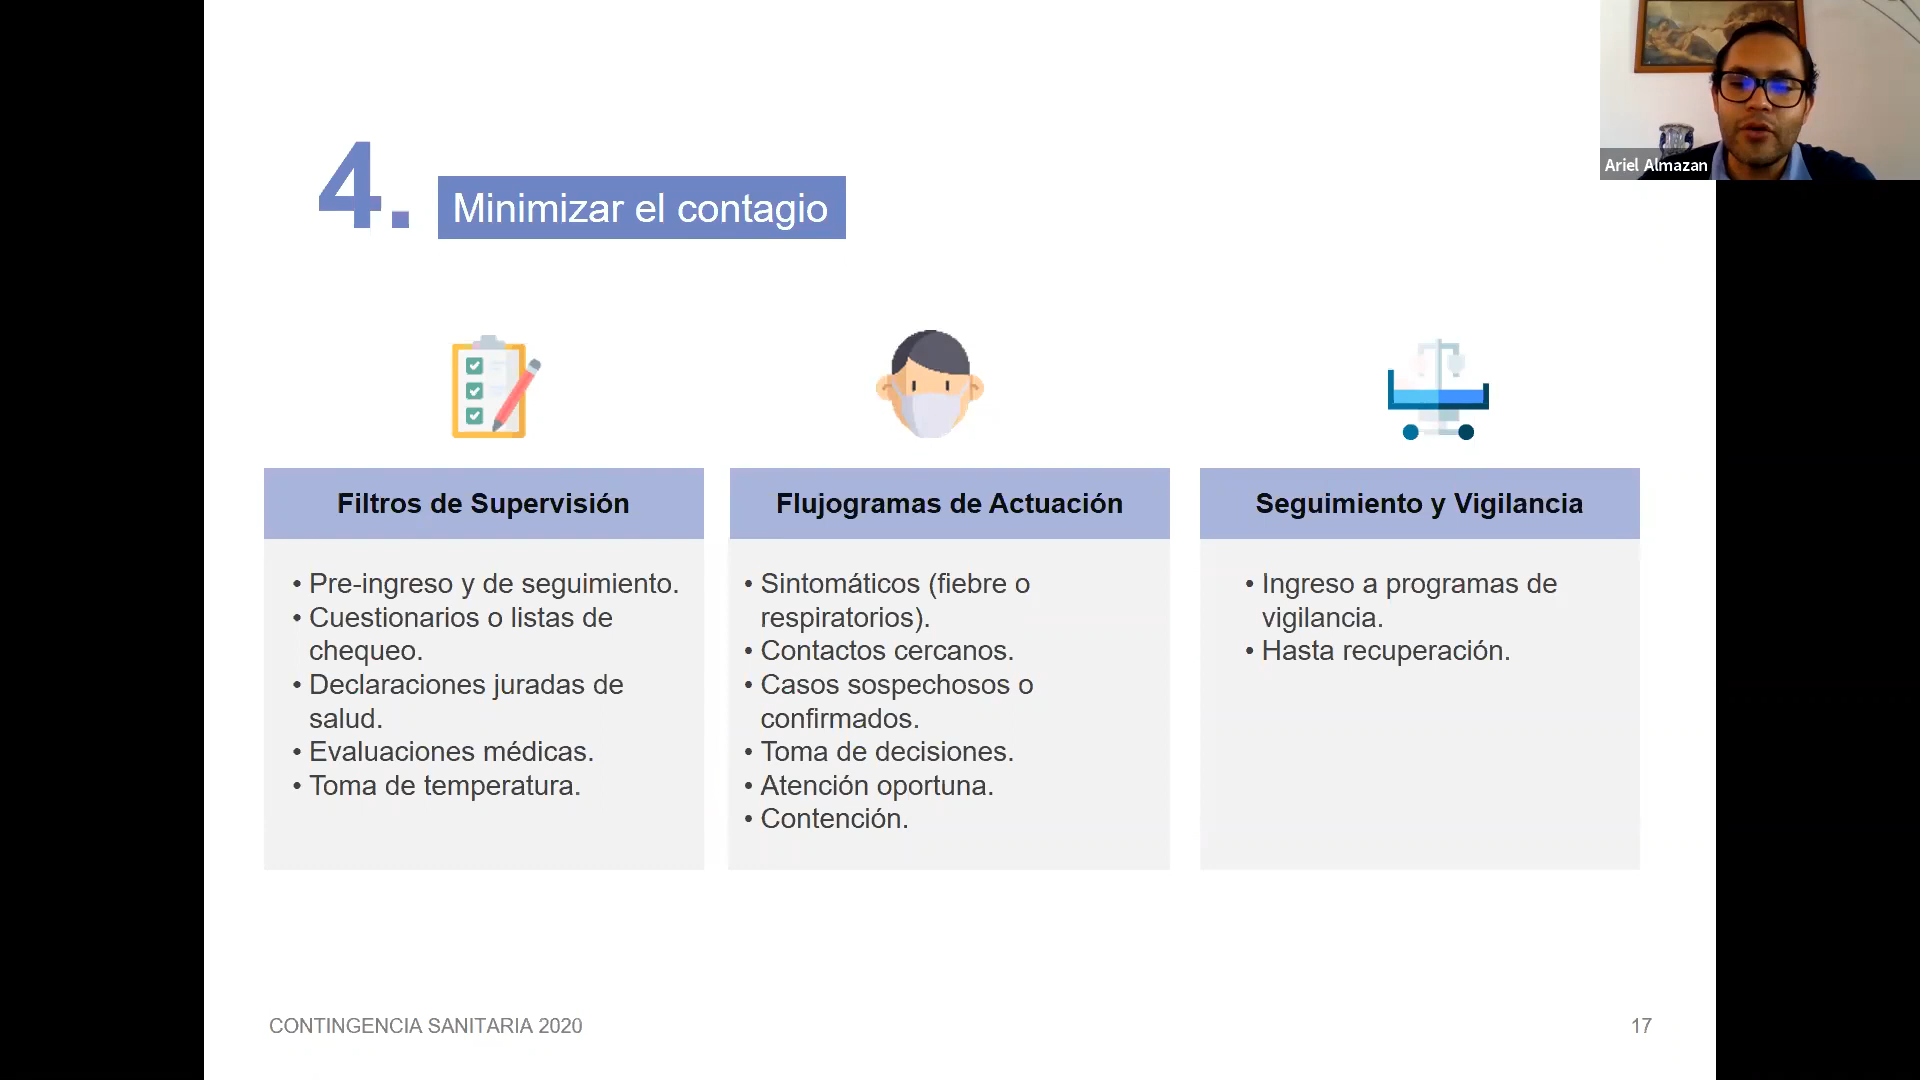 Ariel Almazan
4. Minimizar el contagio
Filtros de Supervisión
• Pre-ingreso y de seguimiento.
• Cuestionarios o listas de
chequeo.
• Declaraciones juradas de
salud.
• Evaluaciones médicas.
• Toma de temperatura.
Flujogramas de Actuación
• Sintomáticos (fiebre o
respiratorios).
• Contactos cercanos.
• Casos sospechosos o
confirmados.
• Toma de decisiones.
• Atención oportuna.
• Contención.
Seguimiento y Vigilancia
• Ingreso a programas de
vigilancia.
• Hasta recuperación.
CONTINGENCIA SANITARIA 2020
17